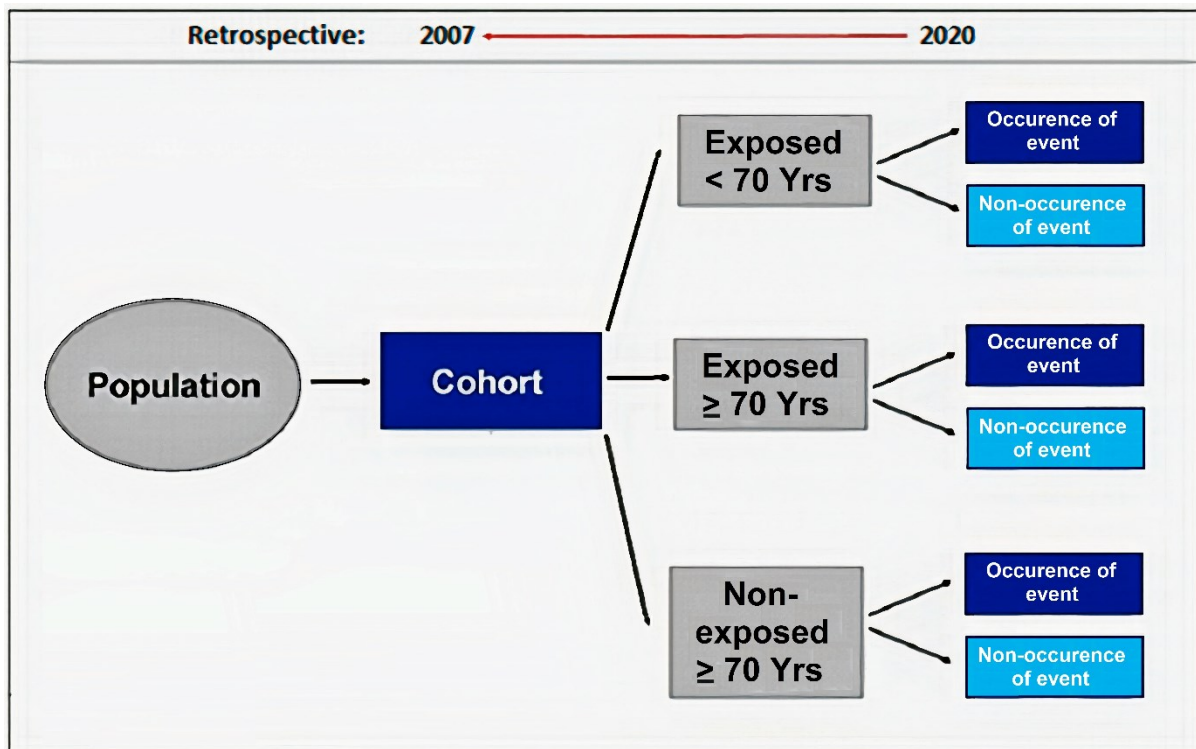 Retrospective: 2007 2020
Exposed
< 70 Yrs
Occurence of
event
Non-occurence
of event
Population
Cohort
Exposed
≥ 70 Yrs
Occurence of
event
Non-occurence
of event
Non-
exposed
≥ 70 Yrs
Occurence of
event
Non-occurence
of event